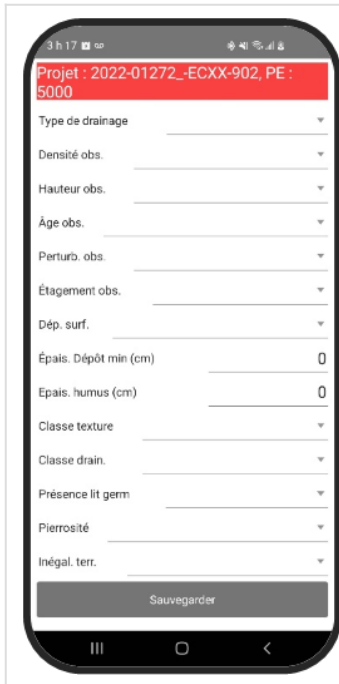 3 h 17
Projet : 2022-01272_-ECXX-902, PE :
5000
Type de drainage
Densité obs.
Hauteur obs.
Âge obs.
Perturb. obs.
Étagement obs.
Dép. surf.
Épais. Dépôt min (cm) 0
Epais. humus (cm) 0
Classe texture
Classe drain.
Présence lit germ
Pierrosité
Inégal. terr.
Sauvegarder